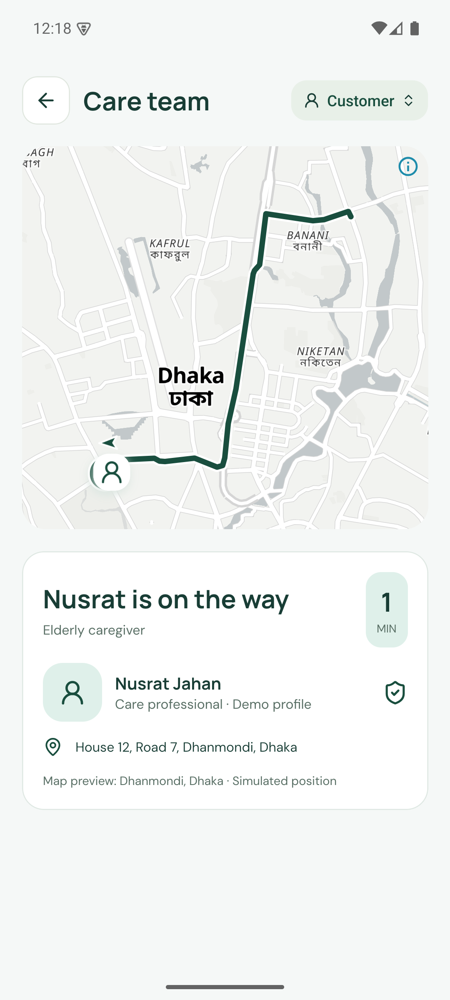 12:18
Care team
Customer
বাগ
KAFRUL
কাফরুল
BANANI
বনানী
NIKETAN
নকিতেন
Dhaka
ঢাকা
Nusrat is on the way
Elderly caregiver
1
MIN
Nusrat Jahan
Care professional · Demo profile
House 12, Road 7, Dhanmondi, Dhaka
Map preview: Dhanmondi, Dhaka · Simulated position